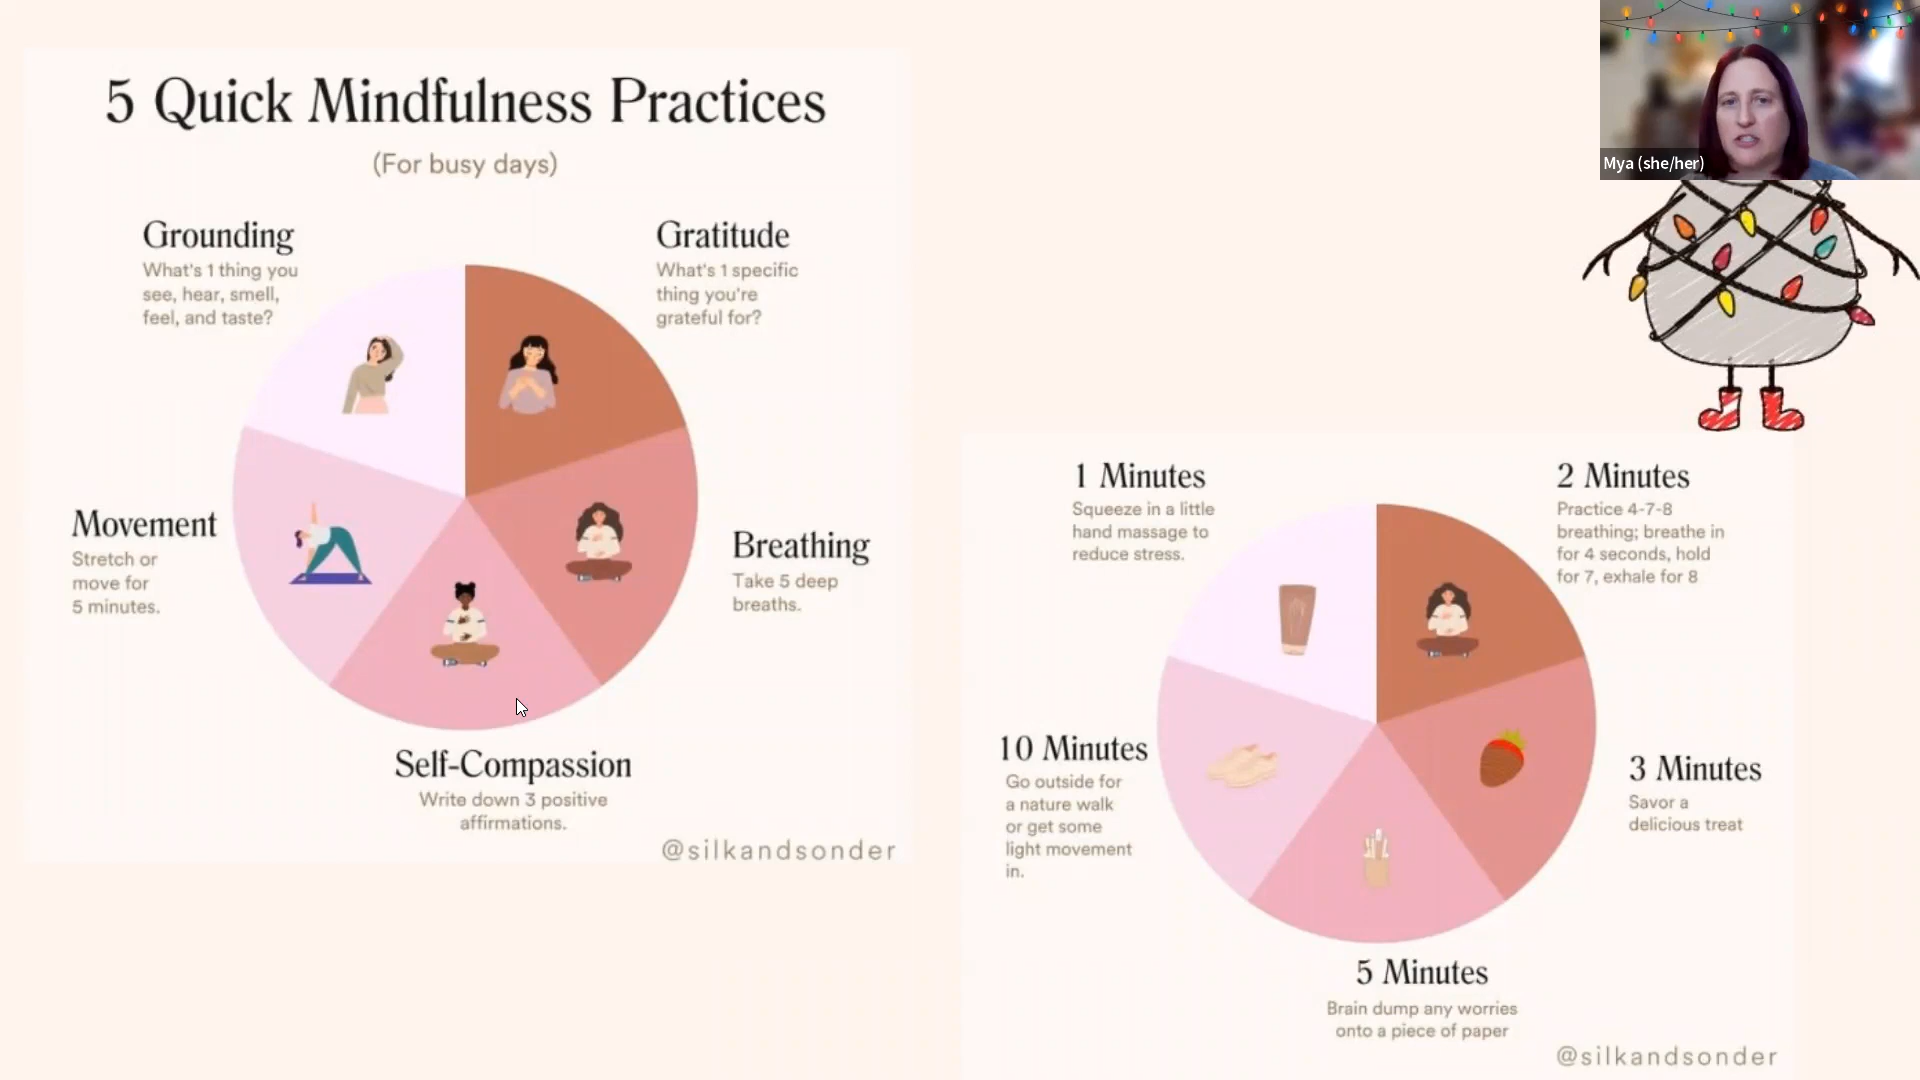 5 Quick Mindfulness Practices
(For busy days)
Grounding
What's 1 thing you
see, hear, smell,
feel, and taste?
Gratitude
What's 1 specific
thing you're
grateful for?
Movement
Stretch or
move for
5 minutes.
Breathing
Take 5 deep
breaths.
Self-Compassion
Write down 3 positive
affirmations.
@silkandsonder
Mya (she/her)
1 Minutes
Squeeze in a little
hand massage to
reduce stress.
2 Minutes
Practice 4-7-8
breathing; breathe in
for 4 seconds, hold
for 7, exhale for 8
10 Minutes
Go outside for
a nature walk
or get some
light movement
in.
3 Minutes
Savor a
delicious treat
5 Minutes
Brain dump any worries
onto a piece of paper
@silkandsonder